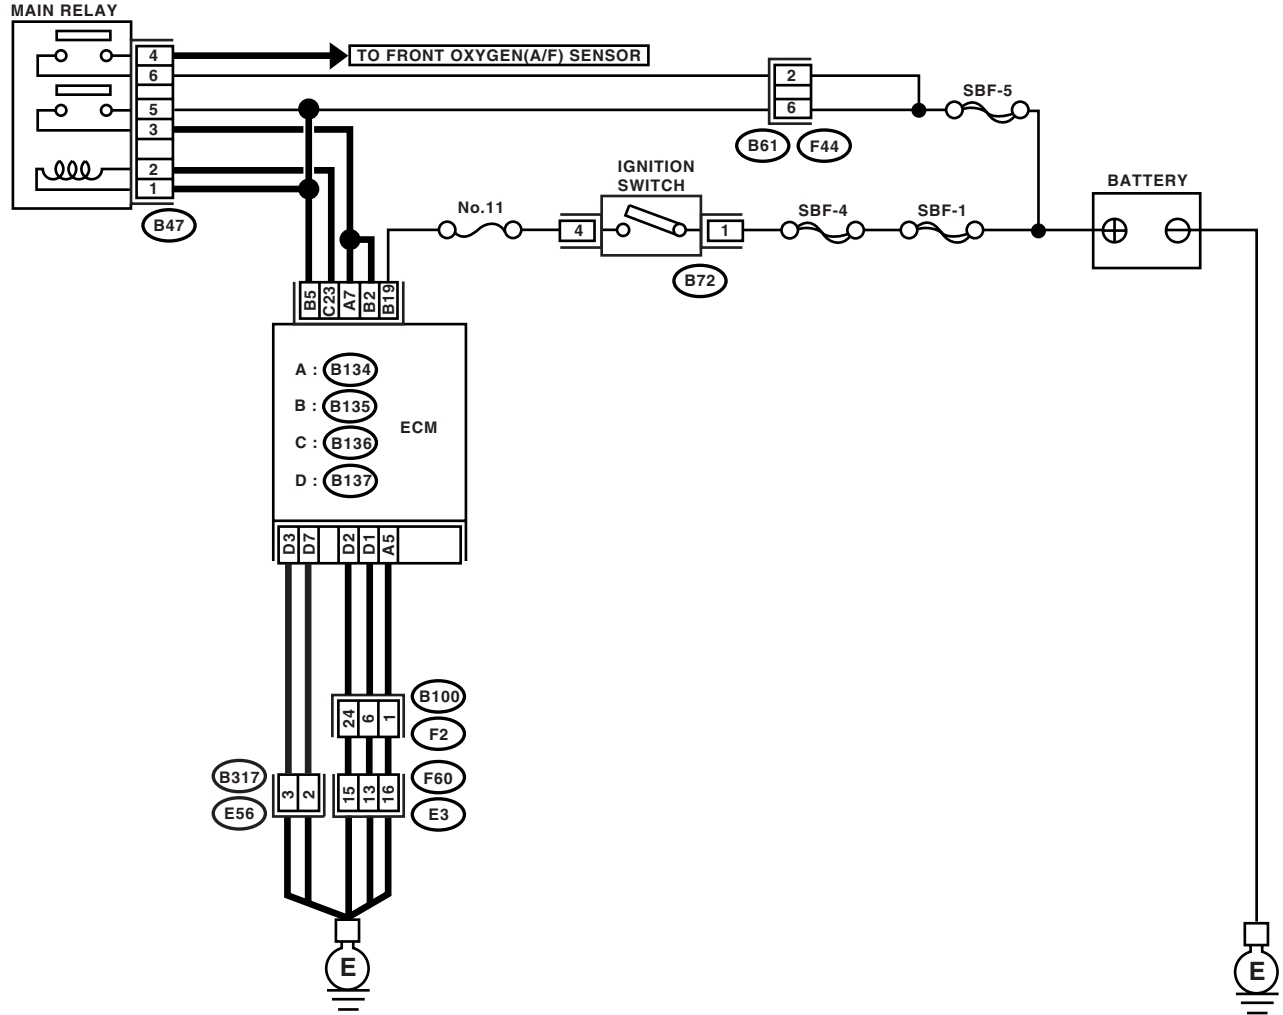 MAIN RELAY
4
TO FRONT OXYGEN(A/F) SENSOR
6
5
3
2
1
B47
2
6
B61
F44
SBF-5
IGNITION
SWITCH
No.11
4
1
B72
SBF-4
SBF-1
BATTERY
B5
C23
A7
B2
B19
A : B134
B : B135
C : B136
D : B137
ECM
D3
D7
D2
D1
A5
24
6
1
B100
F2
B317
E56
3
2
15
13
16
F60
E3
E
E